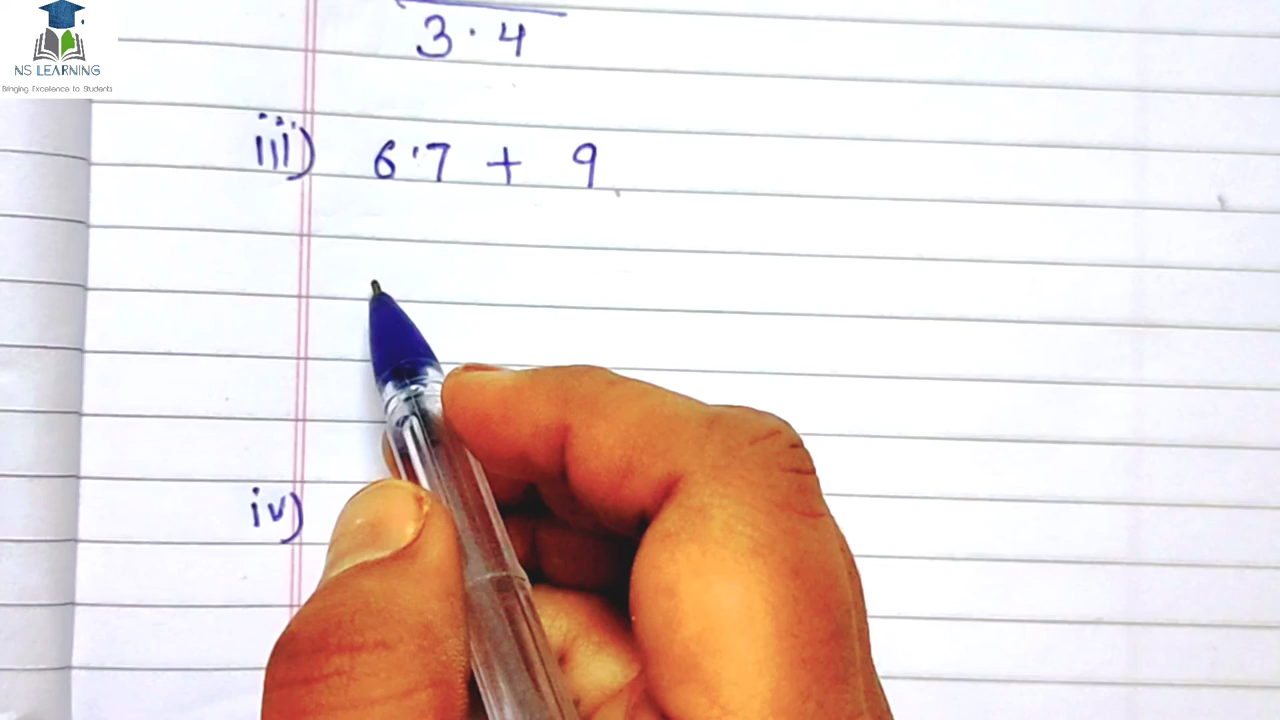 3.4
NS LEARNING
Bringing Excellence to Students
iii) 6.7 + 9
iv)